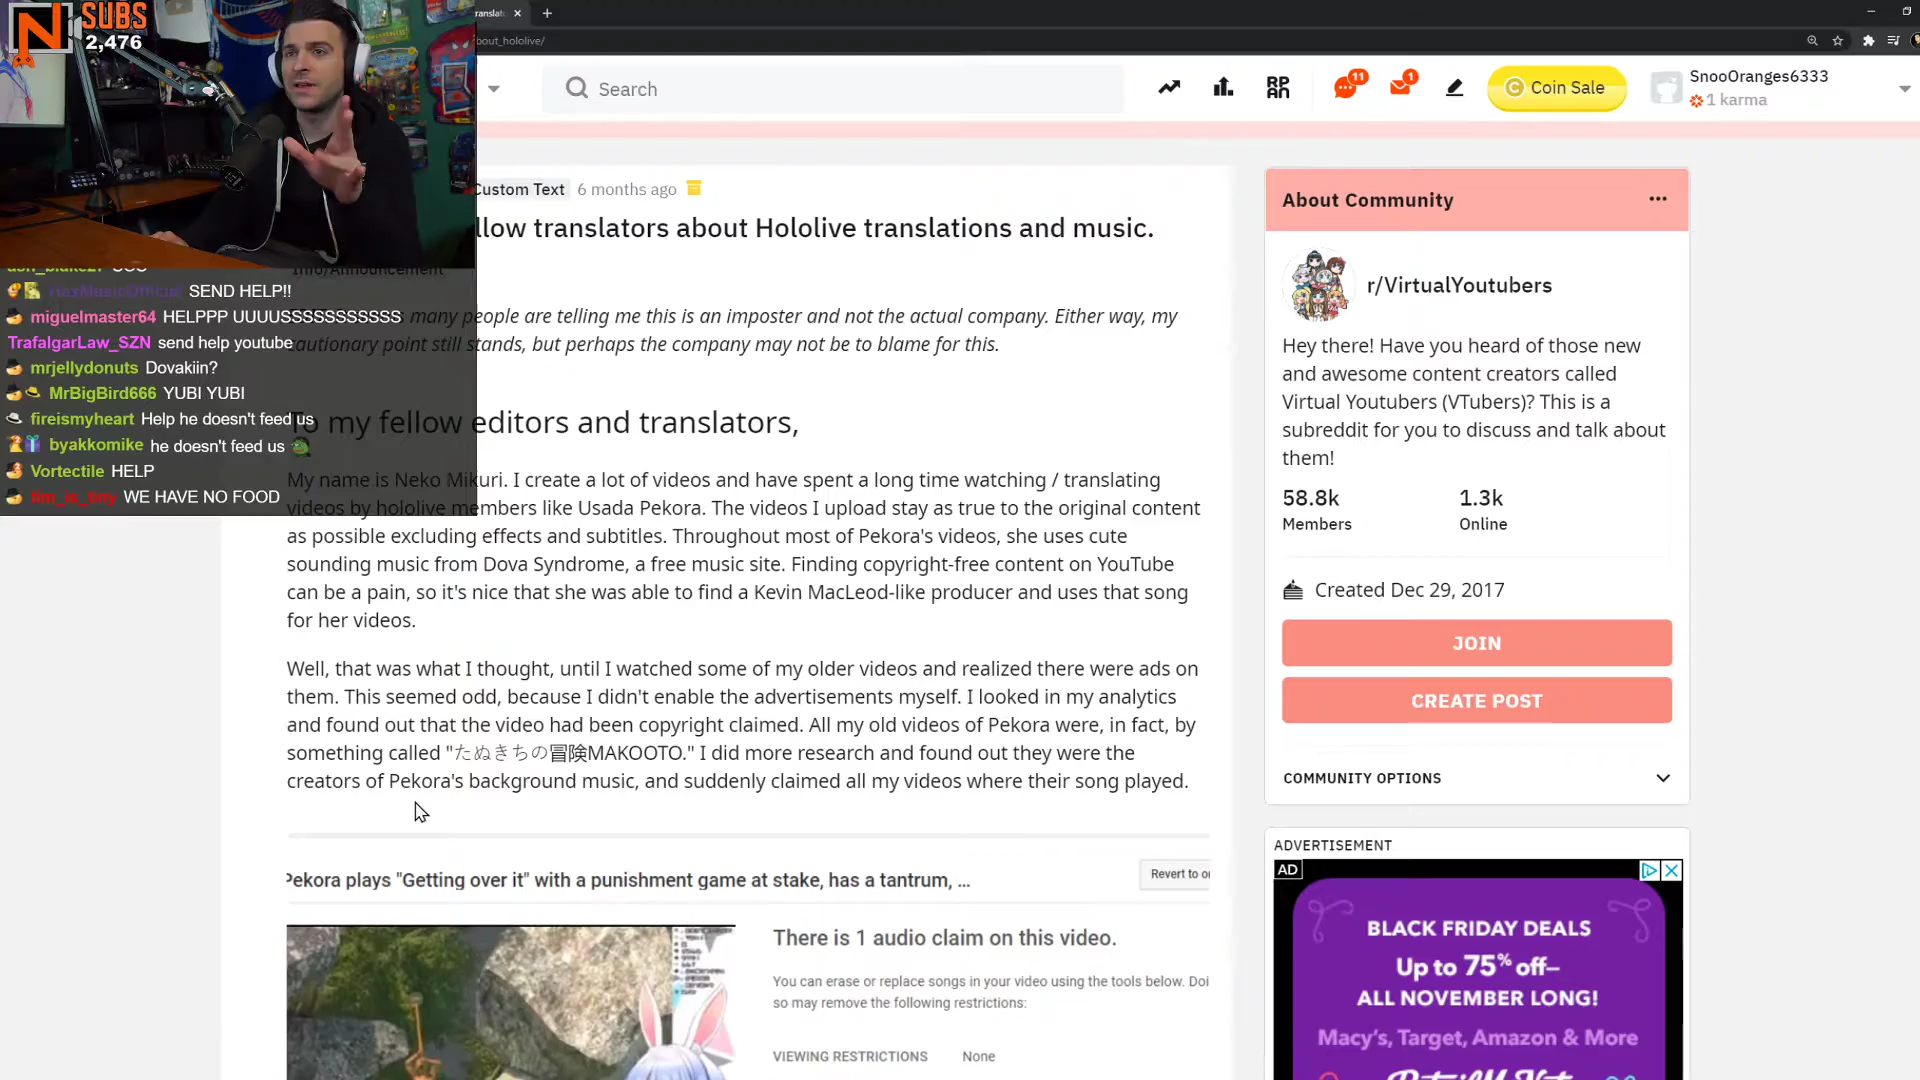 SUBS
2,476
translat
bout_hololive/
Search
11
1
Coin Sale
SnooOranges6333
1 karma
Custom Text 6 months ago
llow translators about Hololive translations and music.
Info/Announcement
many people are telling me this is an imposter and not the actual company. Either way, my
cautionary point still stands, but perhaps the company may not be to blame for this.
SEND HELP!!
miguelmaster64 HELPPP UUUUSSSSSSSSSSS
TrafalgarLaw_SZN send help youtube
mrjellydonuts Dovakiin?
MrBigBird666 YUBI YUBI
fireismyheart Help he doesn't feed us
byakkomike he doesn't feed us
Vortectile HELP
tim_is_tiny WE HAVE NO FOOD
To my fellow editors and translators,
My name is Neko Mikuri. I create a lot of videos and have spent a long time watching / translating
videos by hololive members like Usada Pekora. The videos I upload stay as true to the original content
as possible excluding effects and subtitles. Throughout most of Pekora's videos, she uses cute
sounding music from Dova Syndrome, a free music site. Finding copyright-free content on YouTube
can be a pain, so it's nice that she was able to find a Kevin MacLeod-like producer and uses that song
for her videos.
Well, that was what I thought, until I watched some of my older videos and realized there were ads on
them. This seemed odd, because I didn't enable the advertisements myself. I looked in my analytics
and found out that the video had been copyright claimed. All my old videos of Pekora were, in fact, by
something called "たぬきちの冒険MAKOOTO." I did more research and found out they were the
creators of Pekora's background music, and suddenly claimed all my videos where their song played.
Pekora plays "Getting over it" with a punishment game at stake, has a tantrum, ...
Revert to or
There is 1 audio claim on this video.
You can erase or replace songs in your video using the tools below. Doi
so may remove the following restrictions:
VIEWING RESTRICTIONS None
About Community
r/VirtualYoutubers
Hey there! Have you heard of those new
and awesome content creators called
Virtual Youtubers (VTubers)? This is a
subreddit for you to discuss and talk about
them!
58.8k 1.3k
Members Online
Created Dec 29, 2017
JOIN
CREATE POST
COMMUNITY OPTIONS
ADVERTISEMENT
AD
BLACK FRIDAY DEALS
Up to 75% off–
ALL NOVEMBER LONG!
Macy's, Target, Amazon & More